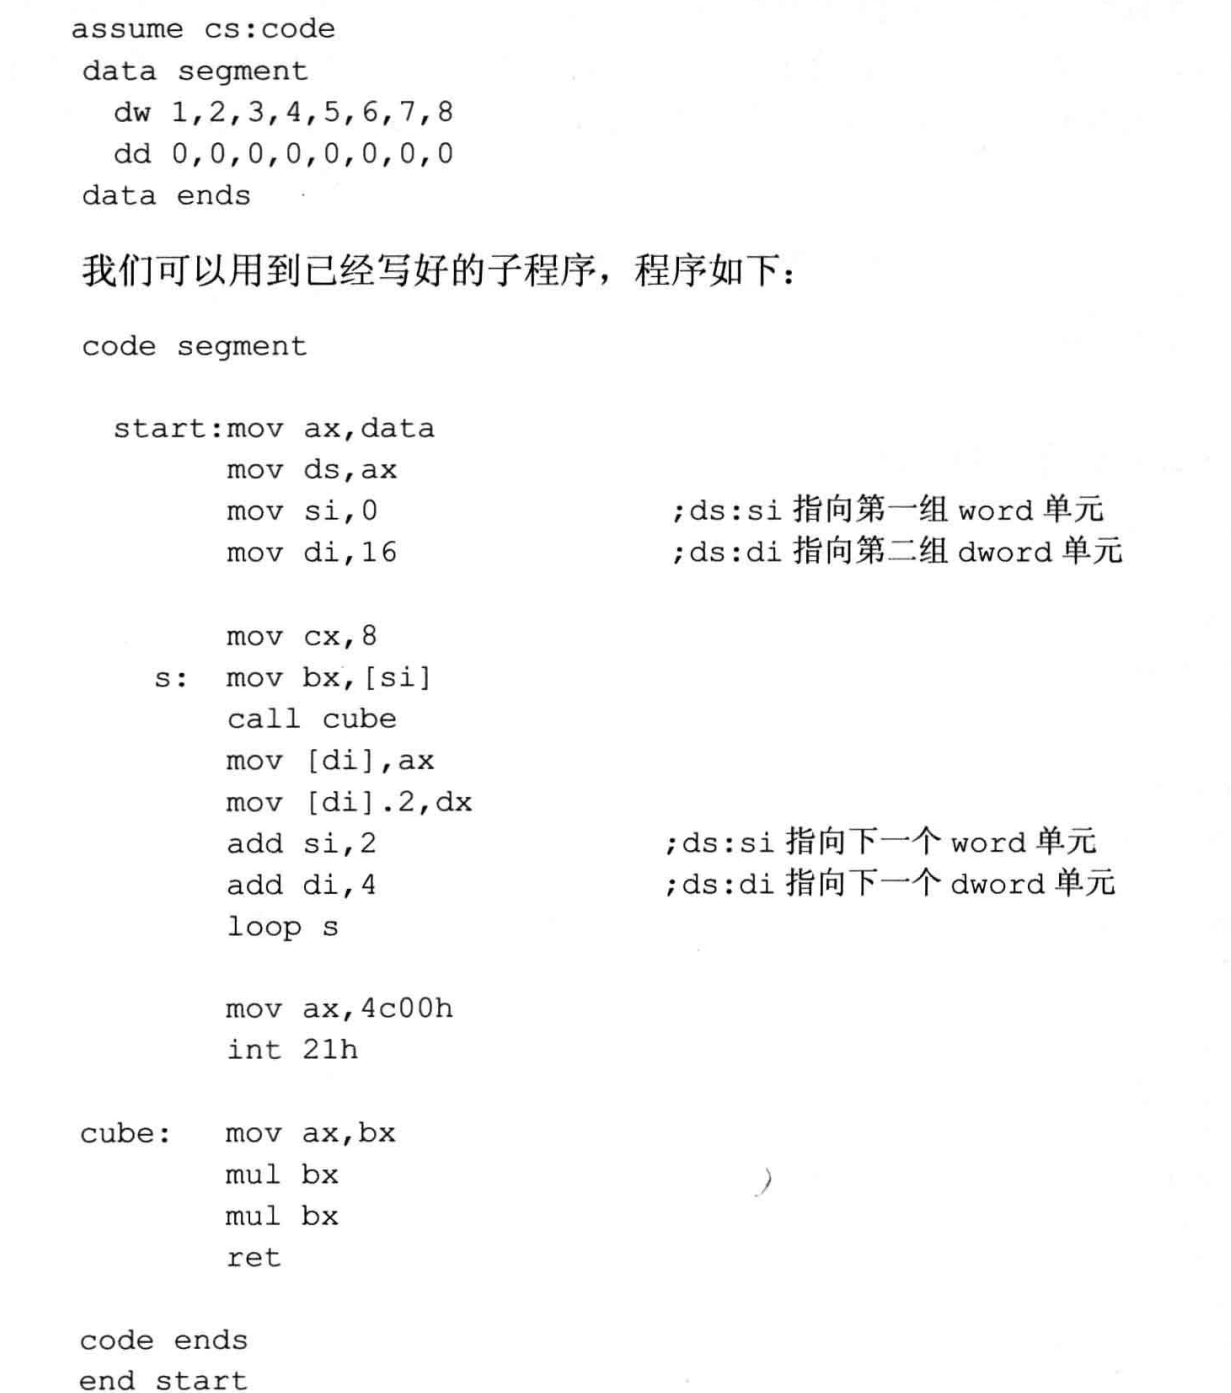 assume cs:code
data segment
dw 1,2,3,4,5,6,7,8
dd 0,0,0,0,0,0,0,0
data ends
我们可以用到已经写好的子程序，程序如下：
code segment
start:mov ax,data
mov ds,ax
mov si,0 ;ds:si 指向第一组 word 单元
mov di,16 ;ds:di 指向第二组 dword 单元
mov cx,8
s: mov bx,[si]
call cube
mov [di],ax
mov [di].2,dx
add si,2 ;ds:si 指向下一个 word 单元
add di,4 ;ds:di 指向下一个 dword 单元
loop s
mov ax,4c00h
int 21h
cube: mov ax,bx
mul bx
mul bx
ret
code ends
end start